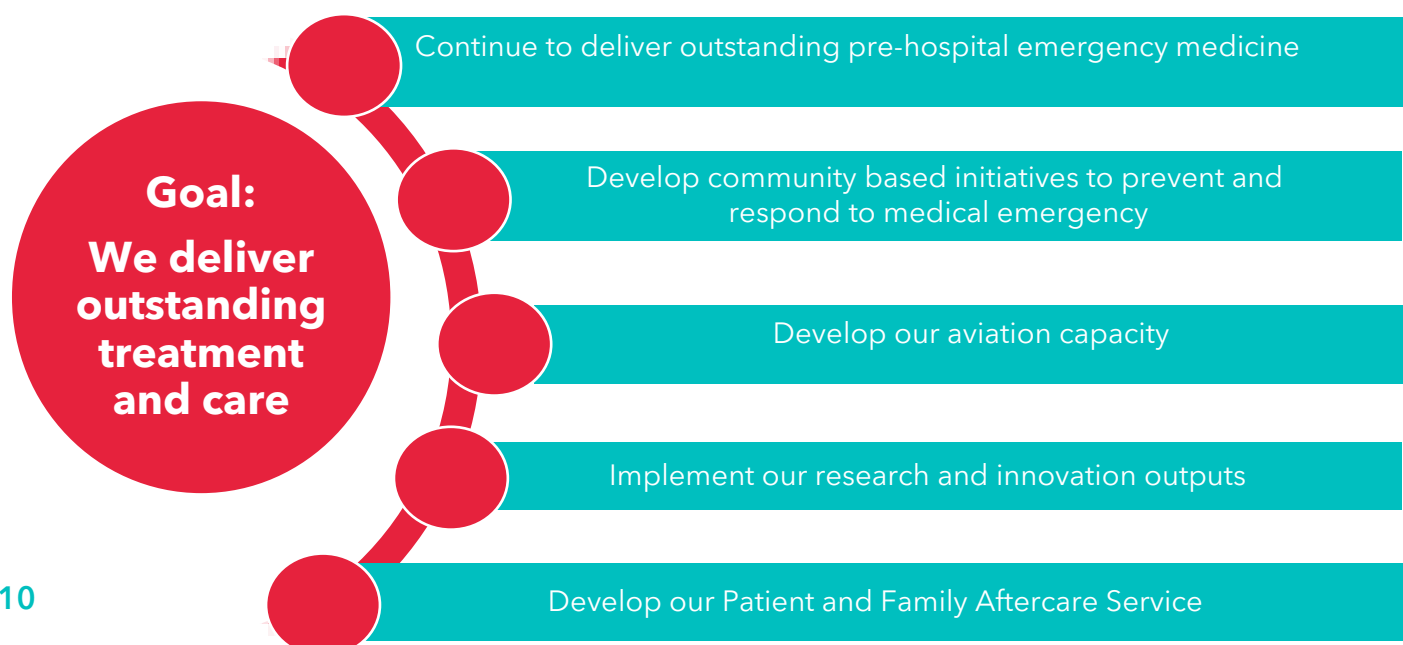 Continue to deliver outstanding pre-hospital emergency medicine
Goal:
We deliver
outstanding
treatment
and care
Develop community based initiatives to prevent and
respond to medical emergency
Develop our aviation capacity
Implement our research and innovation outputs
Develop our Patient and Family Aftercare Service
10